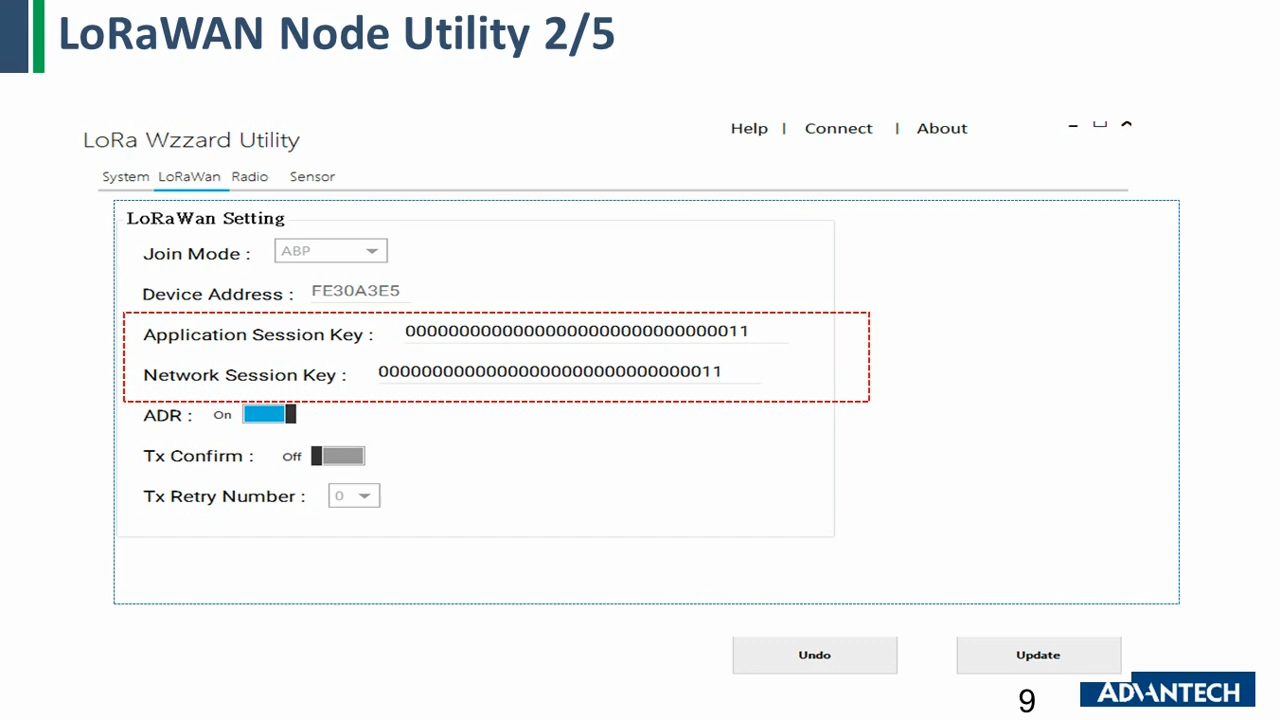 LoRaWAN Node Utility 2/5
LoRa Wzzard Utility
Help | Connect | About
System LoRaWan Radio Sensor
LoRaWan Setting
Join Mode : ABP
Device Address : FE30A3E5
Application Session Key : 00000000000000000000000000000011
Network Session Key : 00000000000000000000000000000011
ADR : On
Tx Confirm : Off
Tx Retry Number : 0
Undo Update
9 ADVANTECH